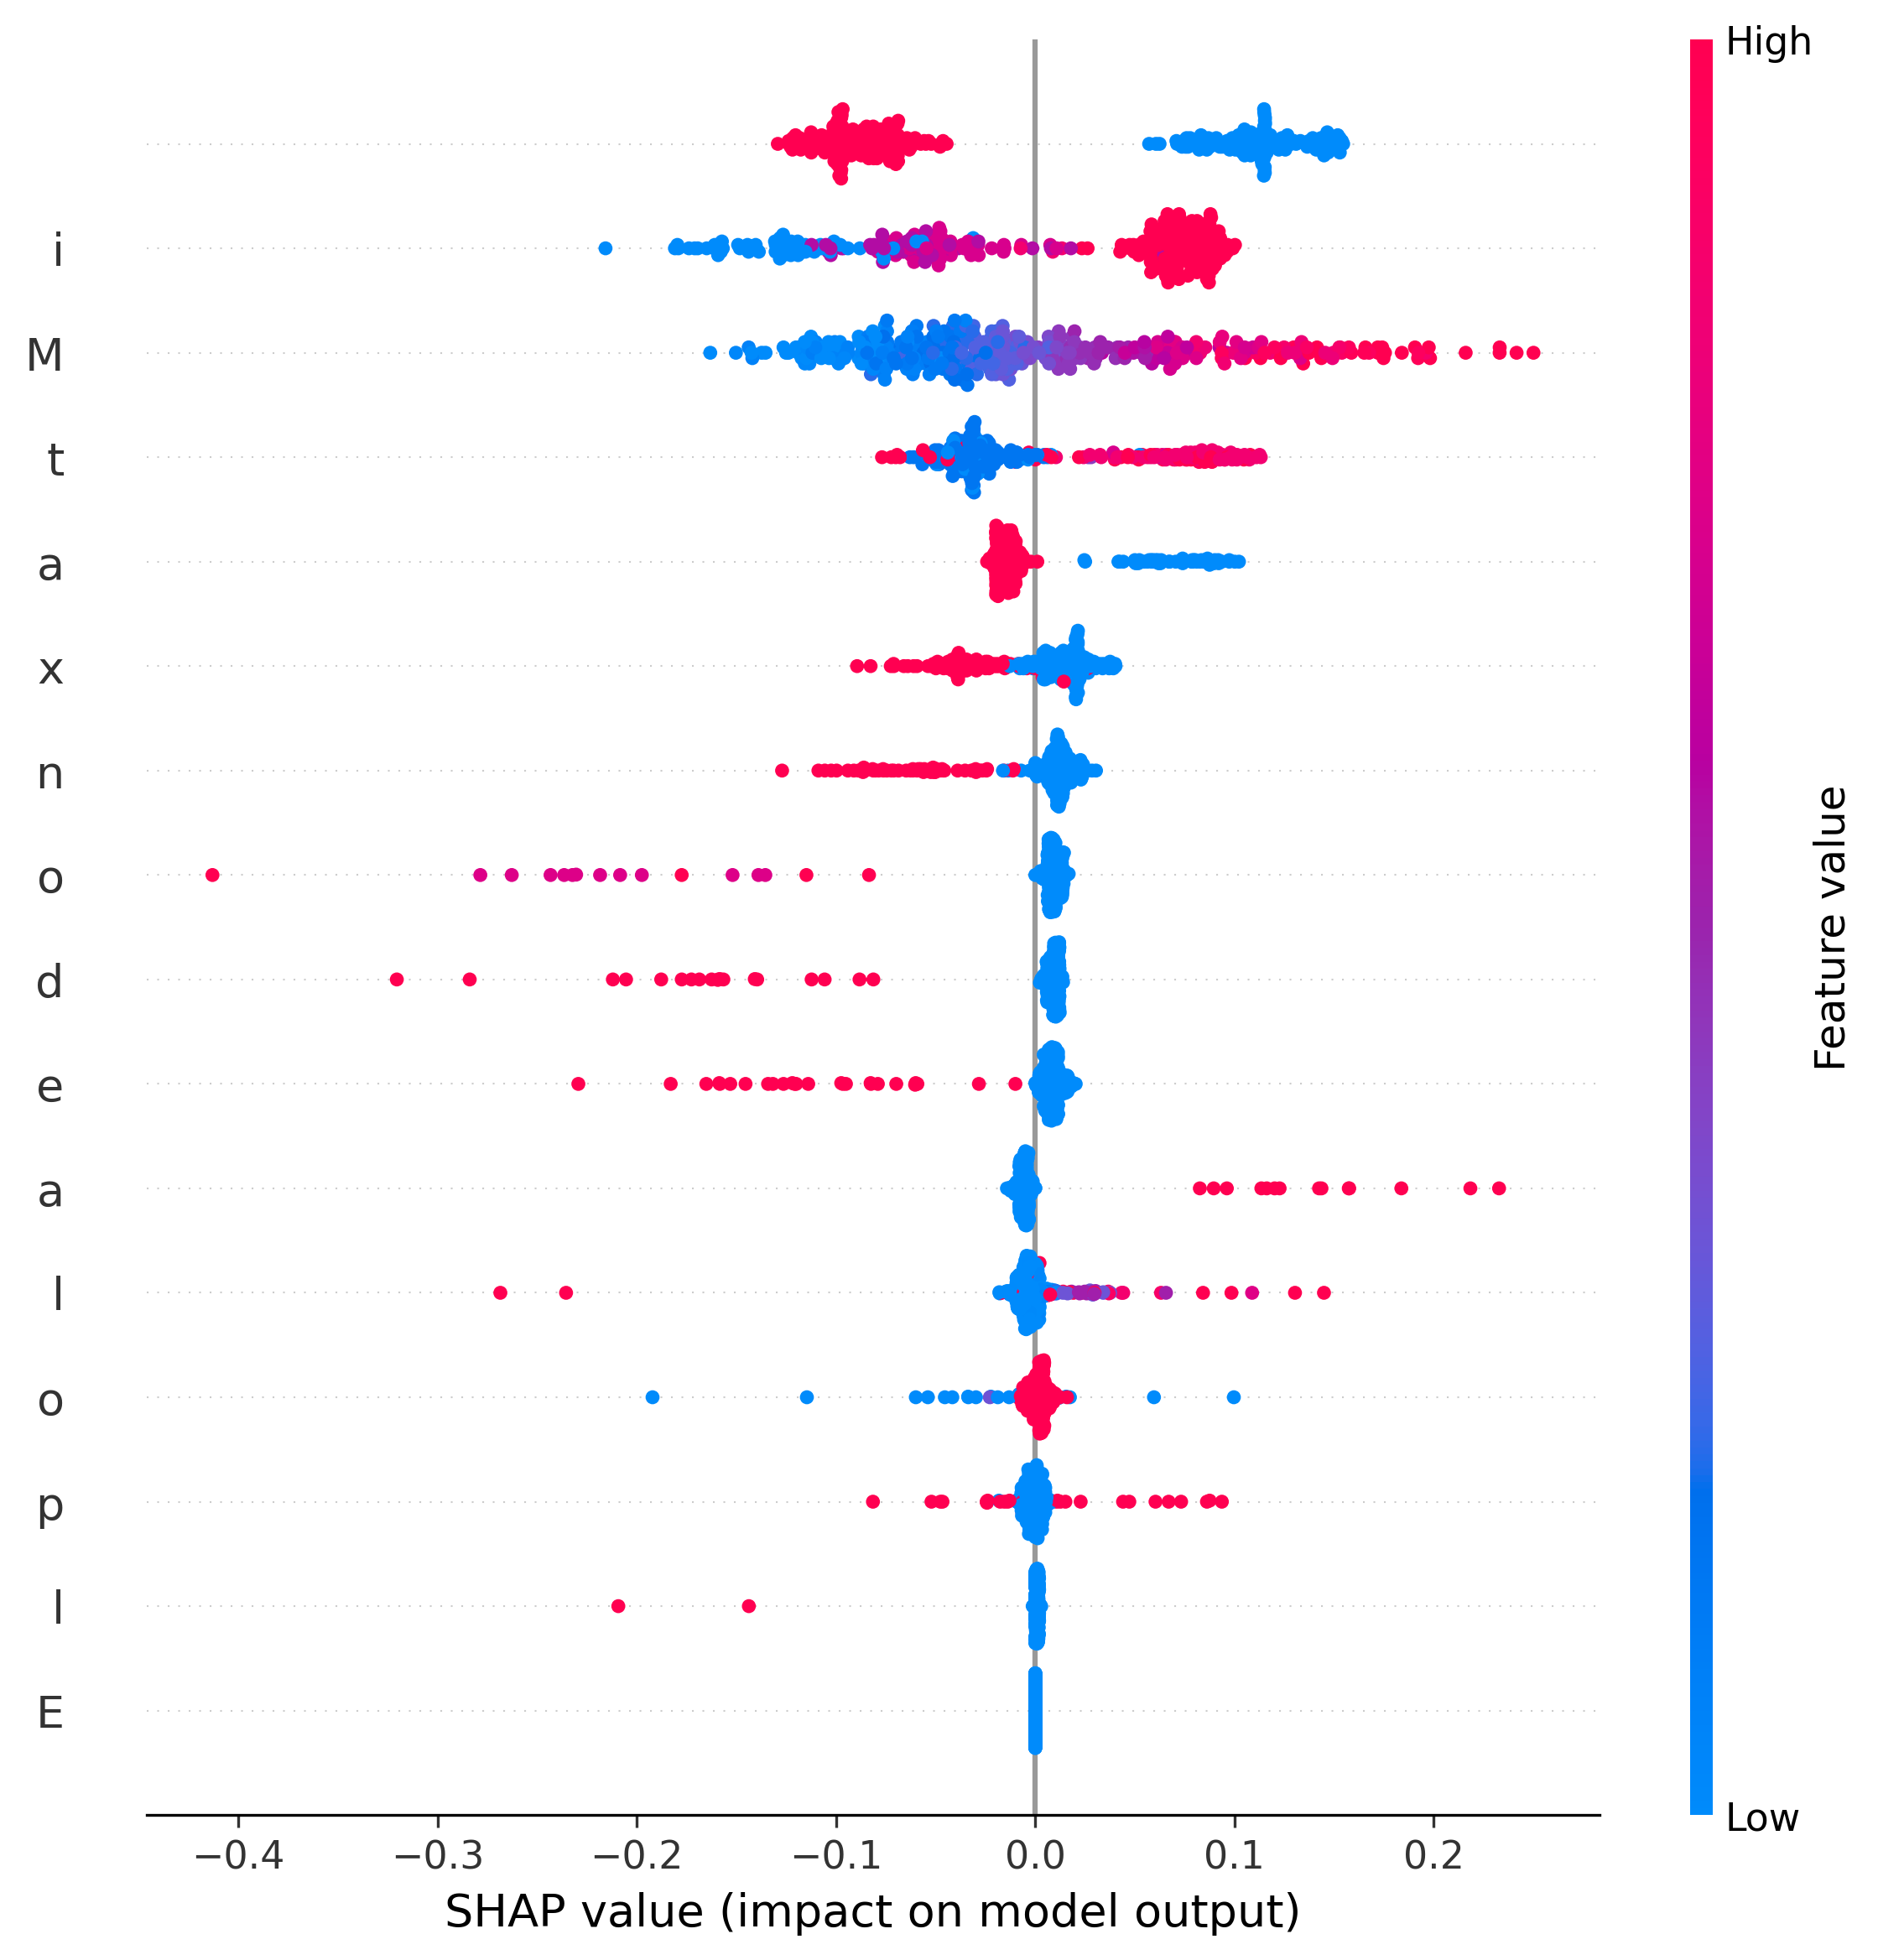 High
i
M
t
a
x
n
o
d
e
a
l
o
p
l
E
Low
Feature value
−0.4 −0.3 −0.2 −0.1 0.0 0.1 0.2
SHAP value (impact on model output)